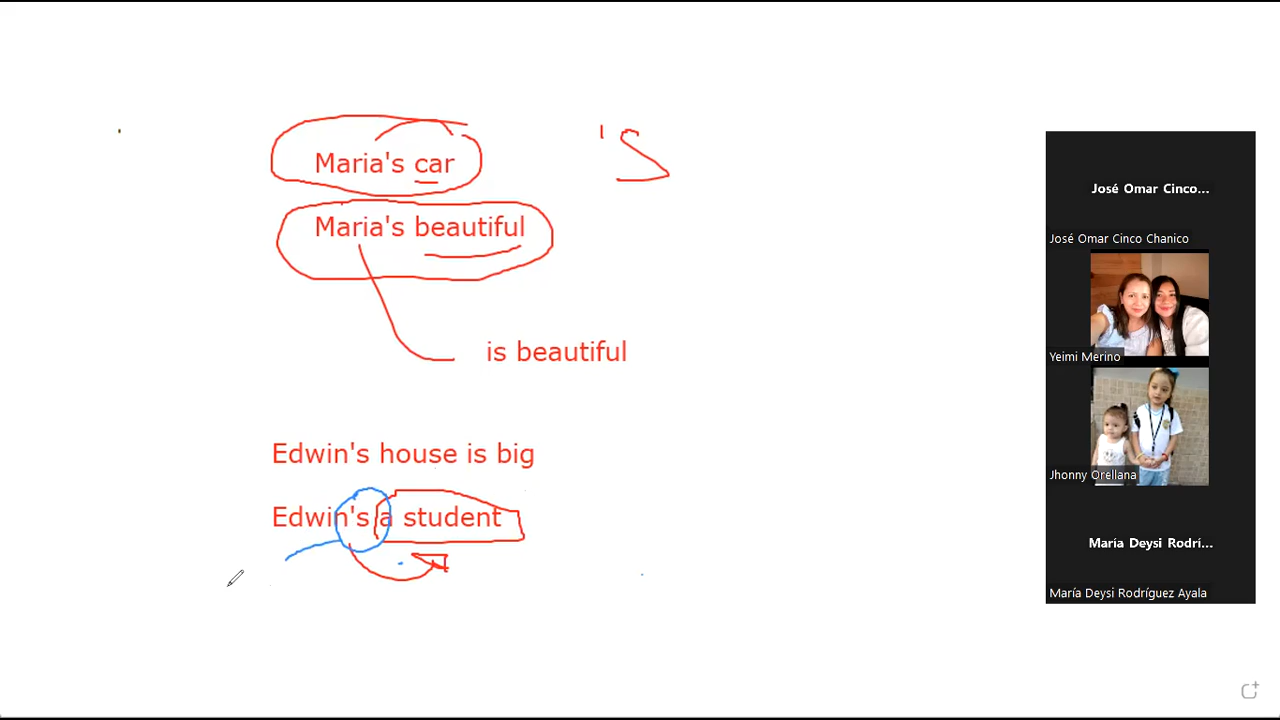 Maria's car
's
Maria's beautiful
is beautiful
Edwin's house is big
Edwin's a student
José Omar Cinco...
José Omar Cinco Chanico
Yeimi Merino
Jhonny Orellana
María Deysi Rodrí...
María Deysi Rodríguez Ayala